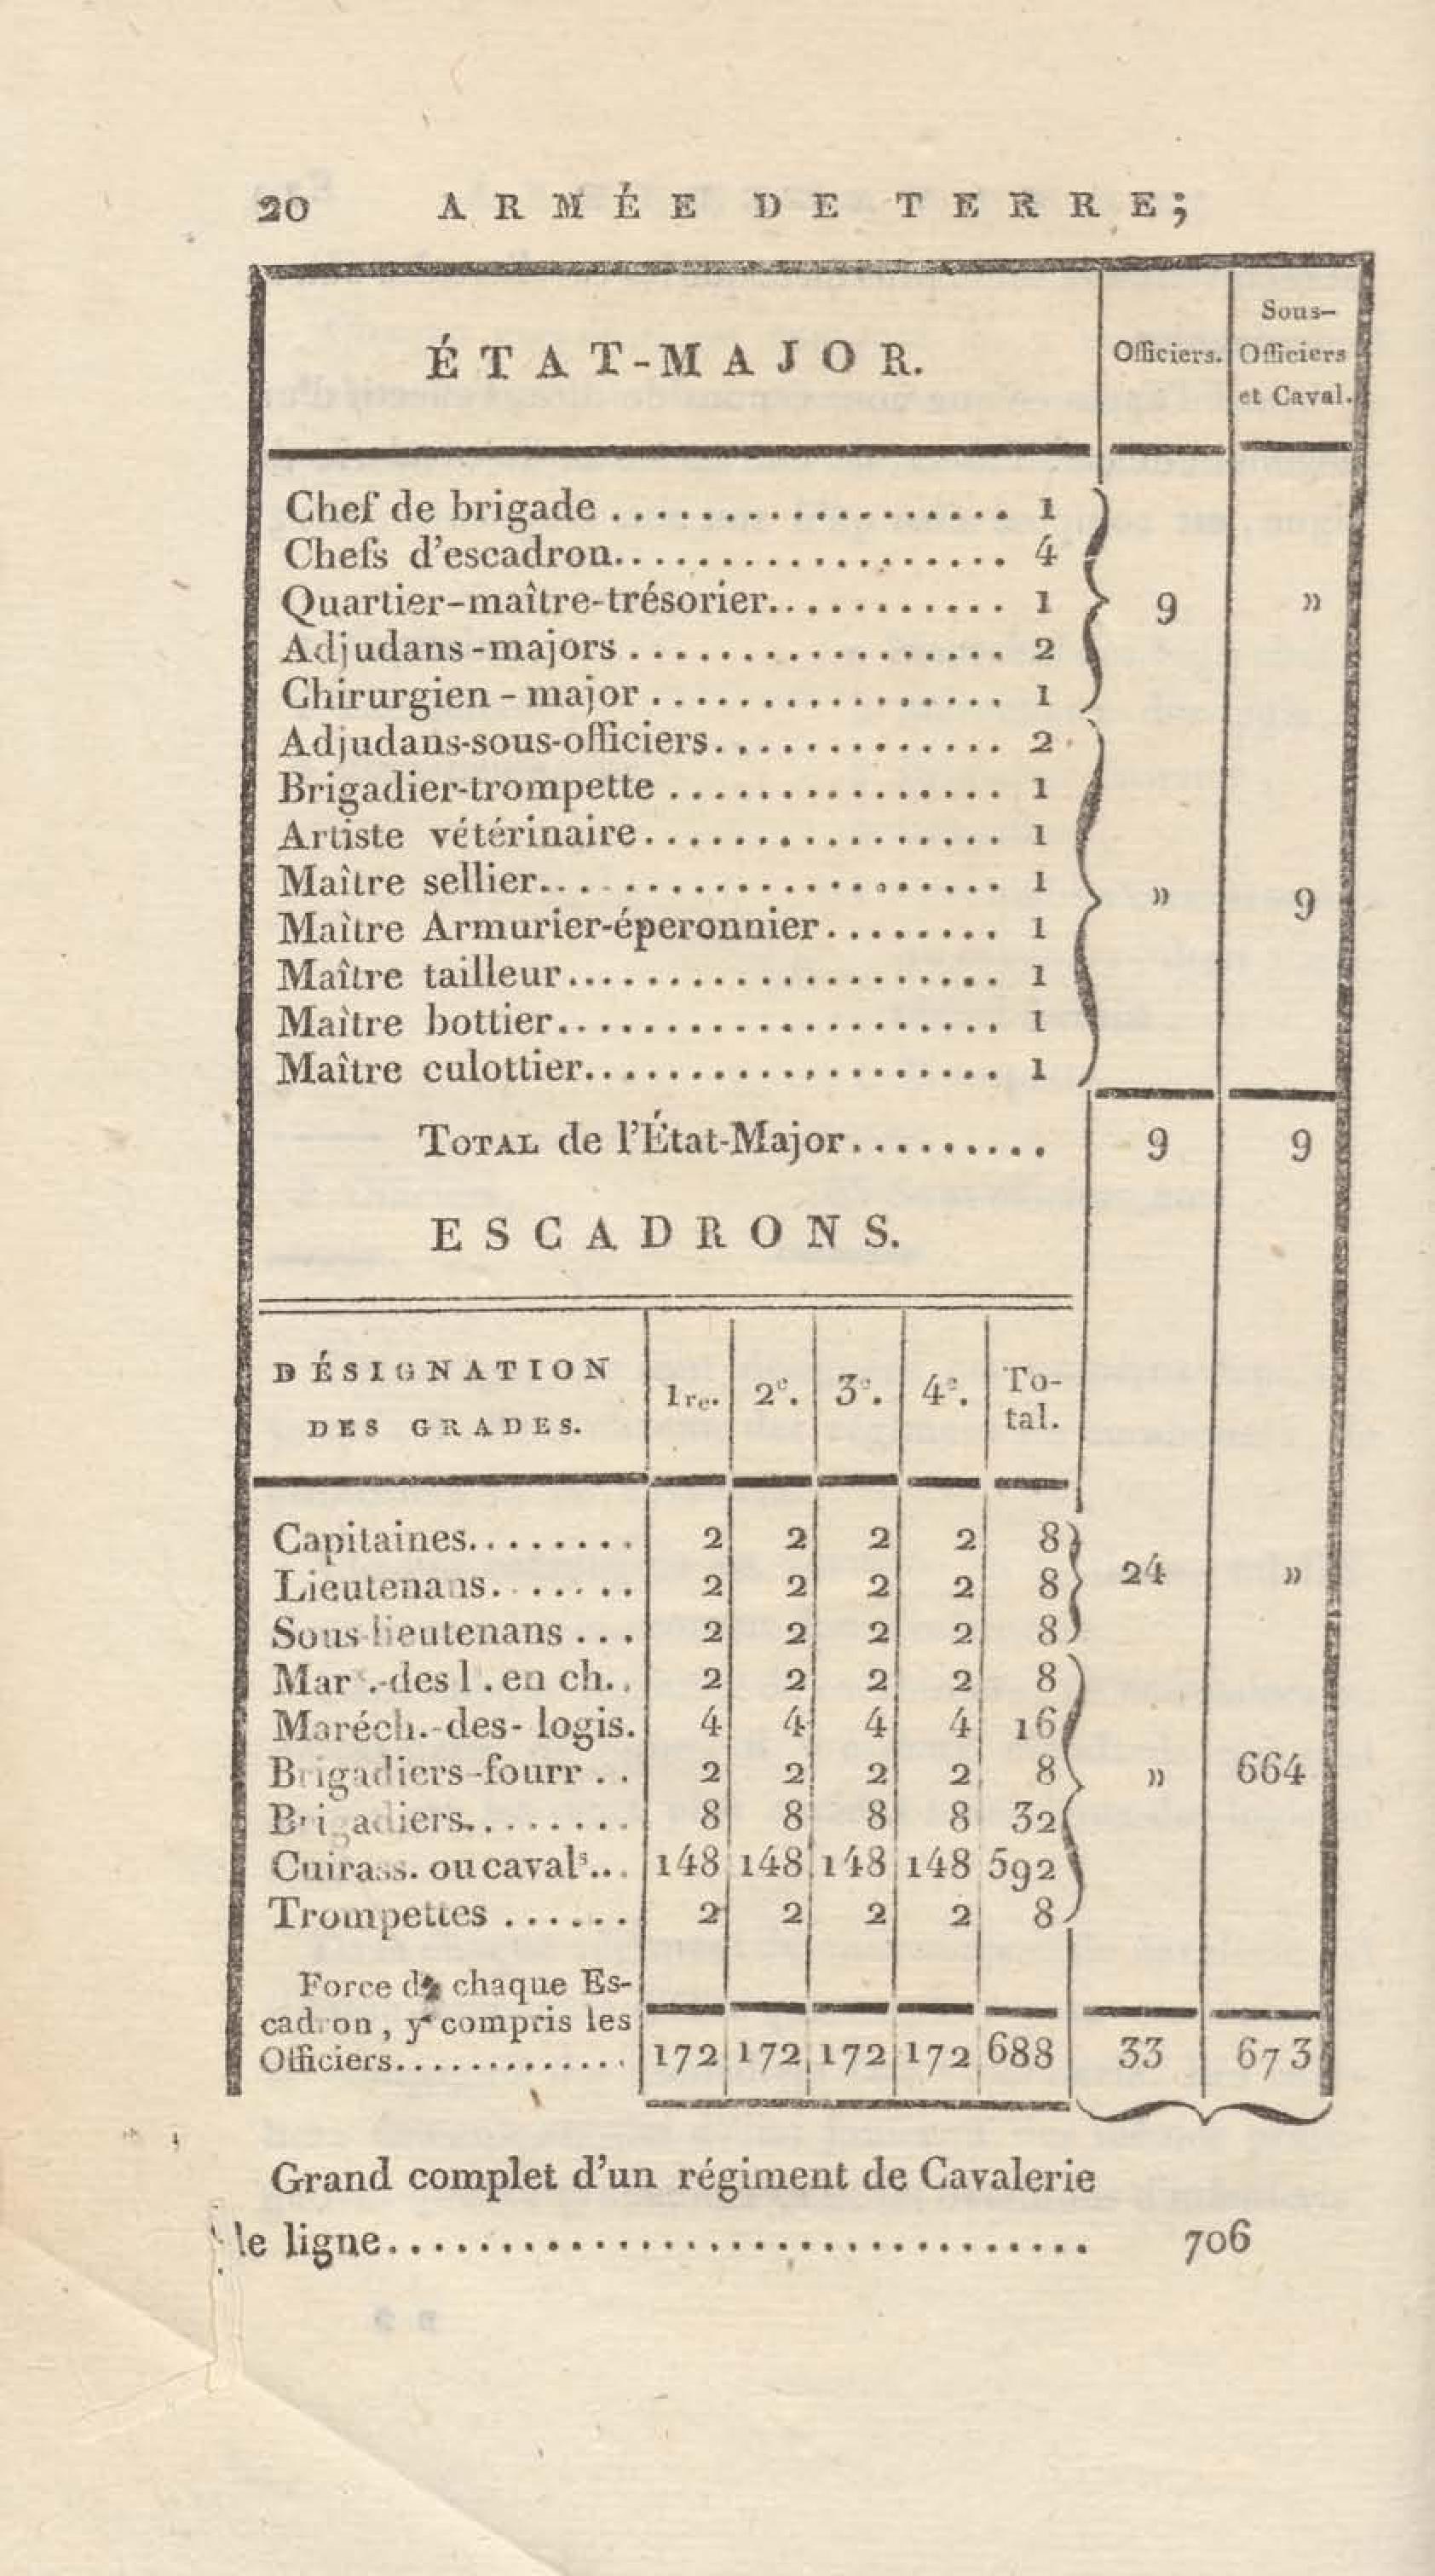 20 ARMÉE DE TERRE;
ÉTAT-MAJOR.
Officiers.
Sous-
Officiers
et Caval.
Chef de brigade .................. 1
Chefs d'escadron.................. 4
Quartier-maître-trésorier........... 1 9 »
Adjudans-majors ................. 2
Chirurgien-major ................ 1
Adjudans-sous-officiers............. 2
Brigadier-trompette ............... 1
Artiste vétérinaire................ 1
Maître sellier.................... 1 » 9
Maître Armurier-éperonnier........ 1
Maître tailleur.................... 1
Maître bottier.................... 1
Maître culottier................... 1
TOTAL de l'État-Major......... 9 9
ESCADRONS.
DÉSIGNATION
DES GRADES.
1re. 2e. 3e. 4e. To-
tal.
Capitaines........ 2 2 2 2 8
Lieutenans....... 2 2 2 2 8 24 »
Sous-lieutenans ... 2 2 2 2 8
Mar x.-des l . en ch.. 2 2 2 2 8
Maréch.-des-logis. 4 4 4 4 16
Brigadiers-fourr .. 2 2 2 2 8 » 664
Brigadiers........ 8 8 8 8 32
Cuirass. ou cavals... 148 148 148 148 592
Trompettes ...... 2 2 2 2 8
Force de chaque Es-
cadron, y compris les
Officiers............. 172 172 172 172 688 33 673
Grand complet d'un régiment de Cavalerie
de ligne............................... 706